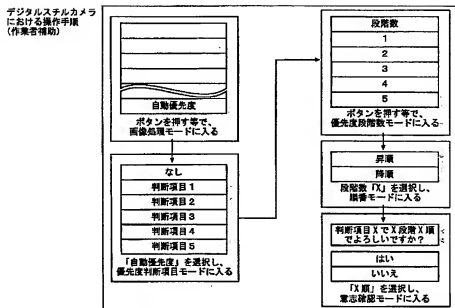 デジタルスチルカメラ
における操作手順
(作業者補助)
自動優先度
ボタンを押す等で、
画像処理モードに入る
なし
判断項目1
判断項目2
判断項目3
判断項目4
判断項目5
「自動優先度」を選択し、
優先度判断項目モードに入る
段階数
1
2
3
4
5
ボタンを押す等で、
優先度段階数モードに入る
昇順
降順
段階数「X」を選択し、
順番モードに入る
判断項目XでX段階X順
でよろしいですか?
はい
いいえ
「X順」を選択し、
意志確認モードに入る